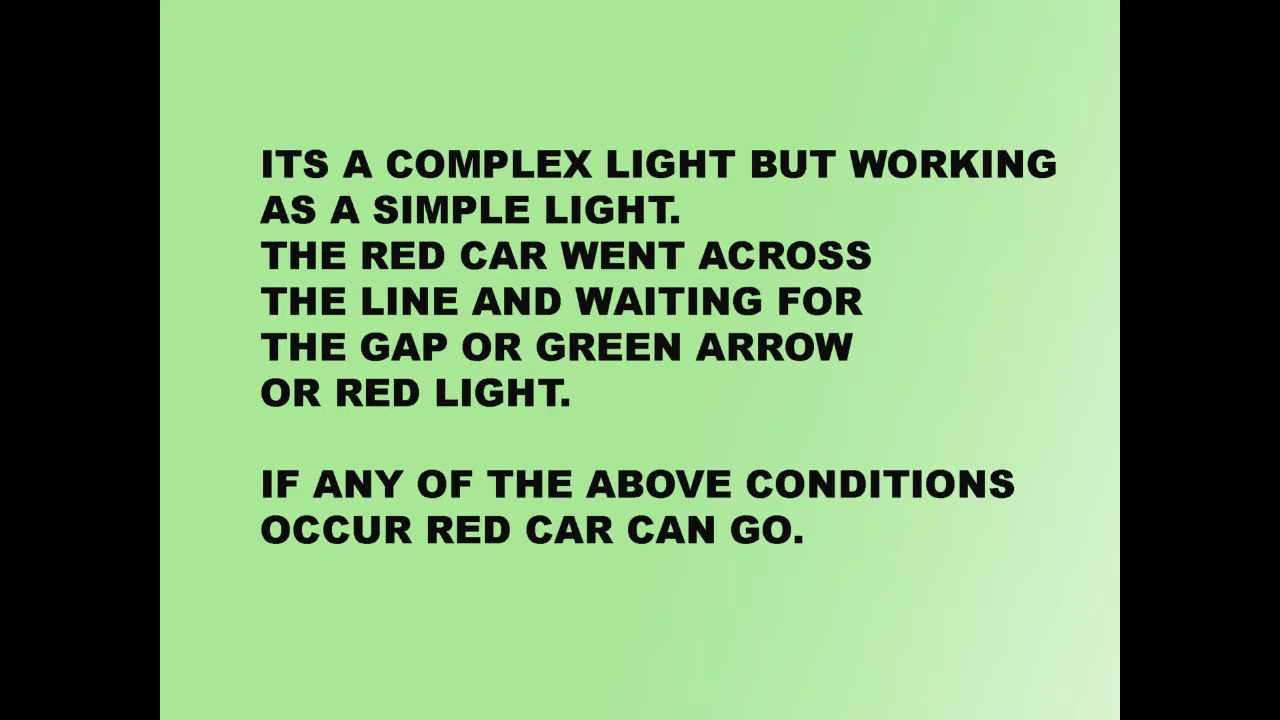 ITS A COMPLEX LIGHT BUT WORKING
AS A SIMPLE LIGHT.
THE RED CAR WENT ACROSS
THE LINE AND WAITING FOR
THE GAP OR GREEN ARROW
OR RED LIGHT.
IF ANY OF THE ABOVE CONDITIONS
OCCUR RED CAR CAN GO.